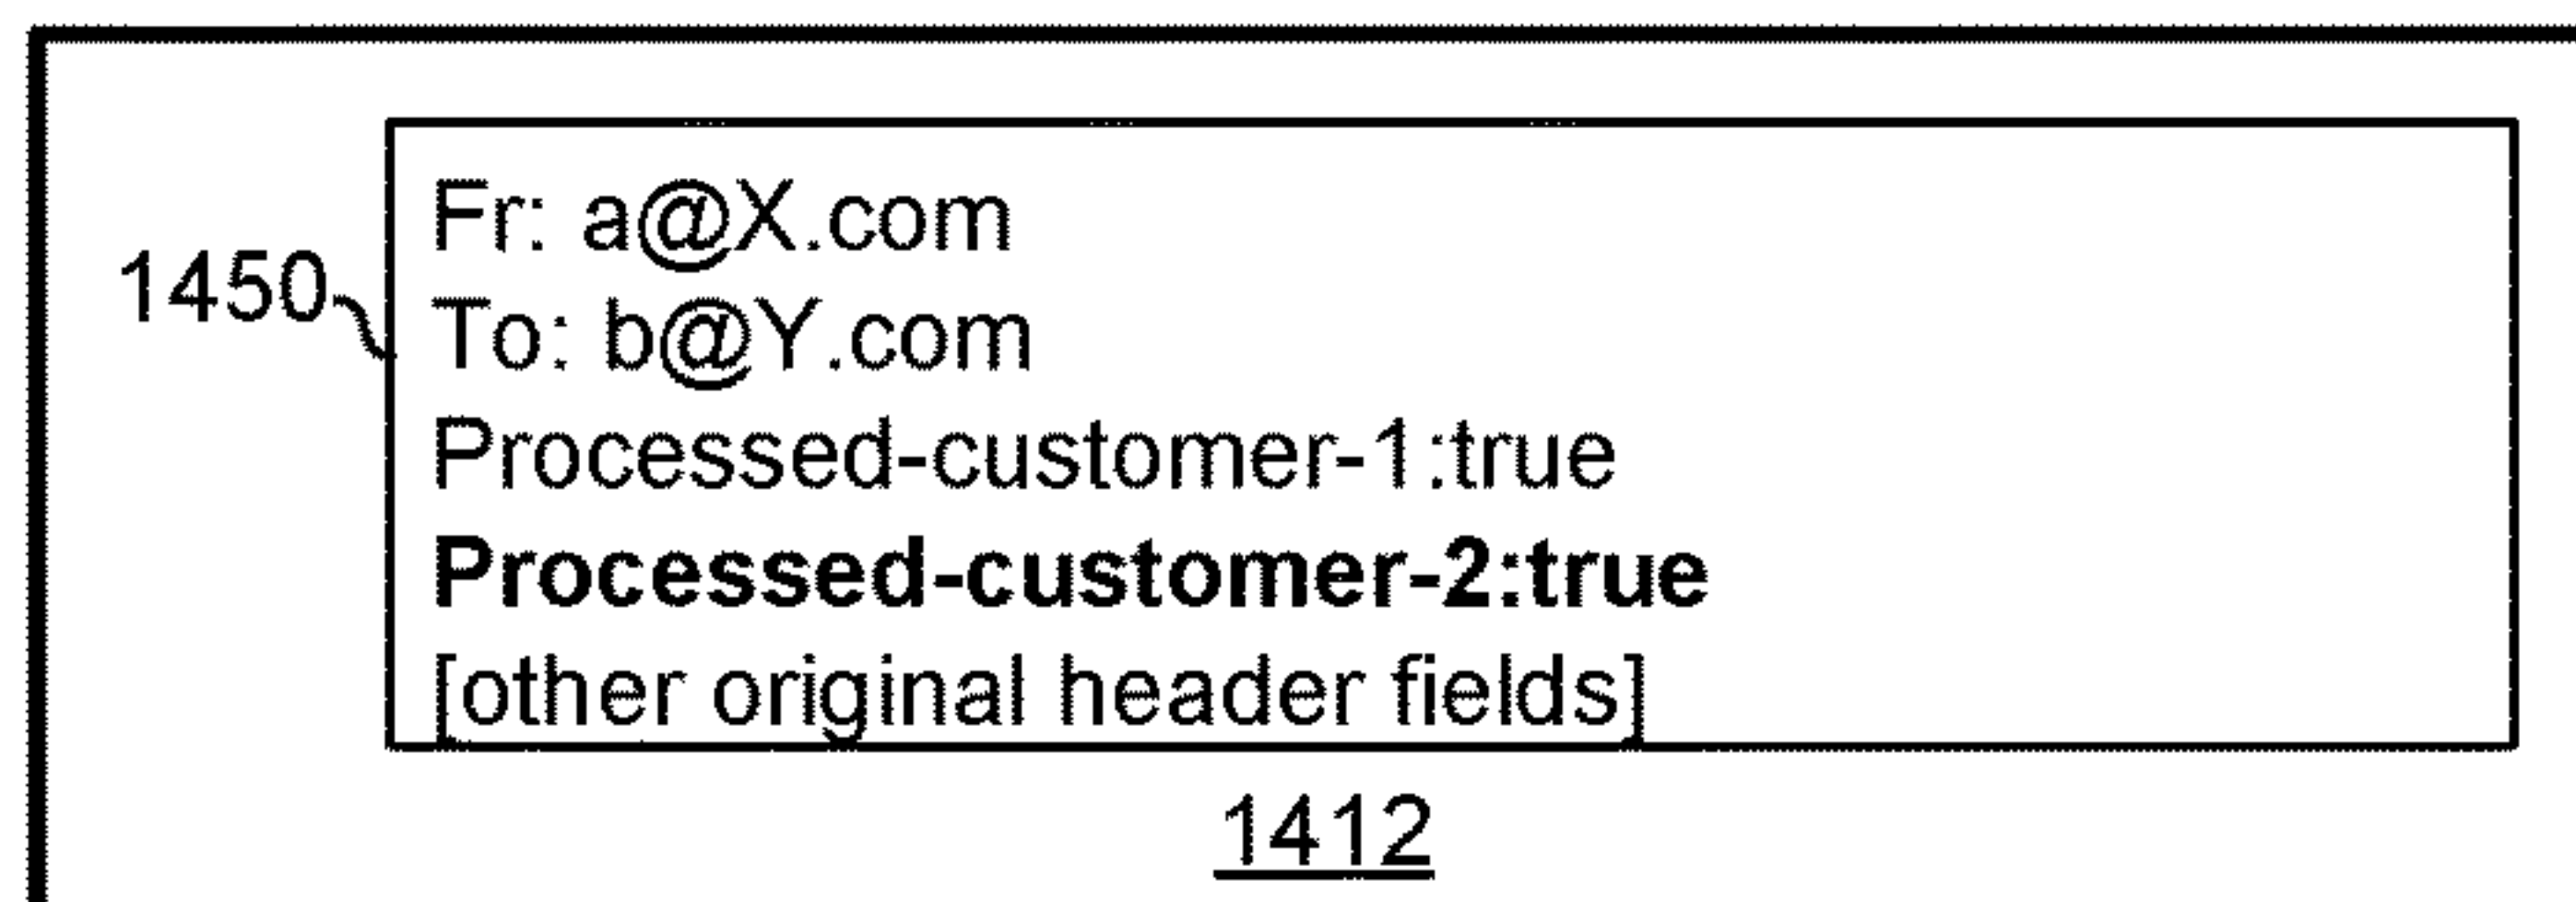 Fr: a@X.com
1450
To: b@Y.com
Processed-customer-1:true
Processed-customer-2:true
[other original header fields]
1412